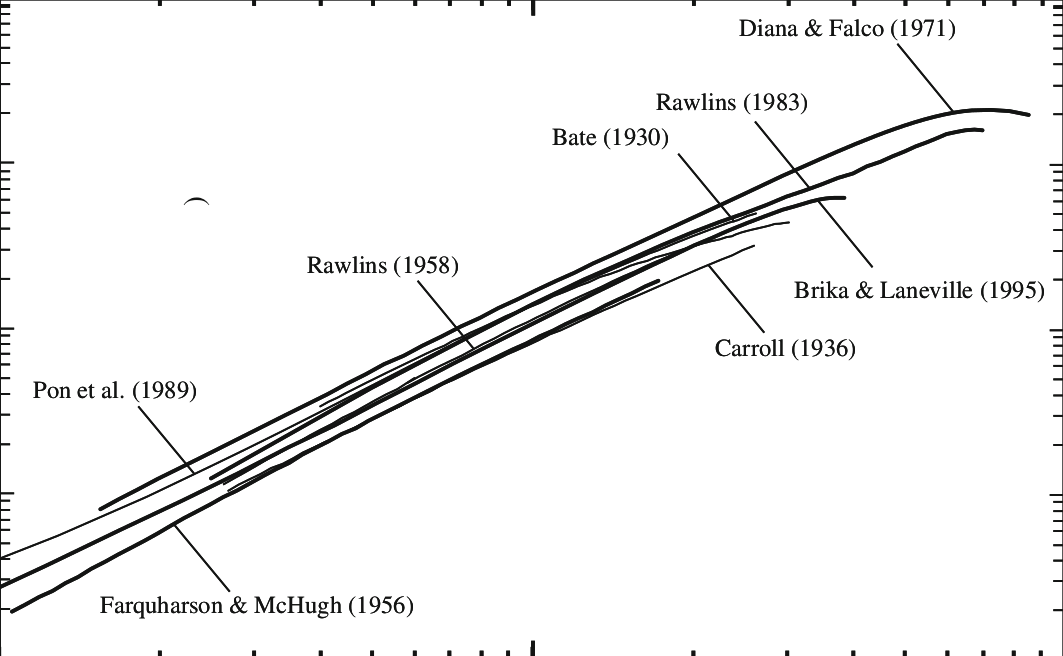 Diana & Falco (1971)
Rawlins (1983)
Bate (1930)
Rawlins (1958)
Brika & Laneville (1995)
Carroll (1936)
Pon et al. (1989)
Farquharson & McHugh (1956)